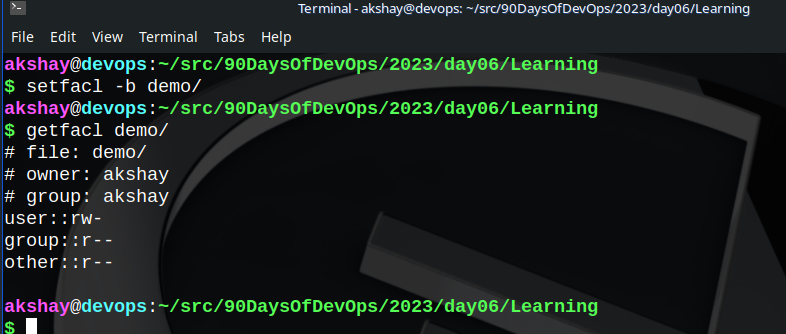 Terminal - akshay@devops: ~/src/90DaysOfDevOps/2023/day06/Learning
File Edit View Terminal Tabs Help
akshay@devops:~/src/90DaysOfDevOps/2023/day06/Learning
$ setfacl -b demo/
akshay@devops:~/src/90DaysOfDevOps/2023/day06/Learning
$ getfacl demo/
# file: demo/
# owner: akshay
# group: akshay
user::rw-
group::r--
other::r--
akshay@devops:~/src/90DaysOfDevOps/2023/day06/Learning
$